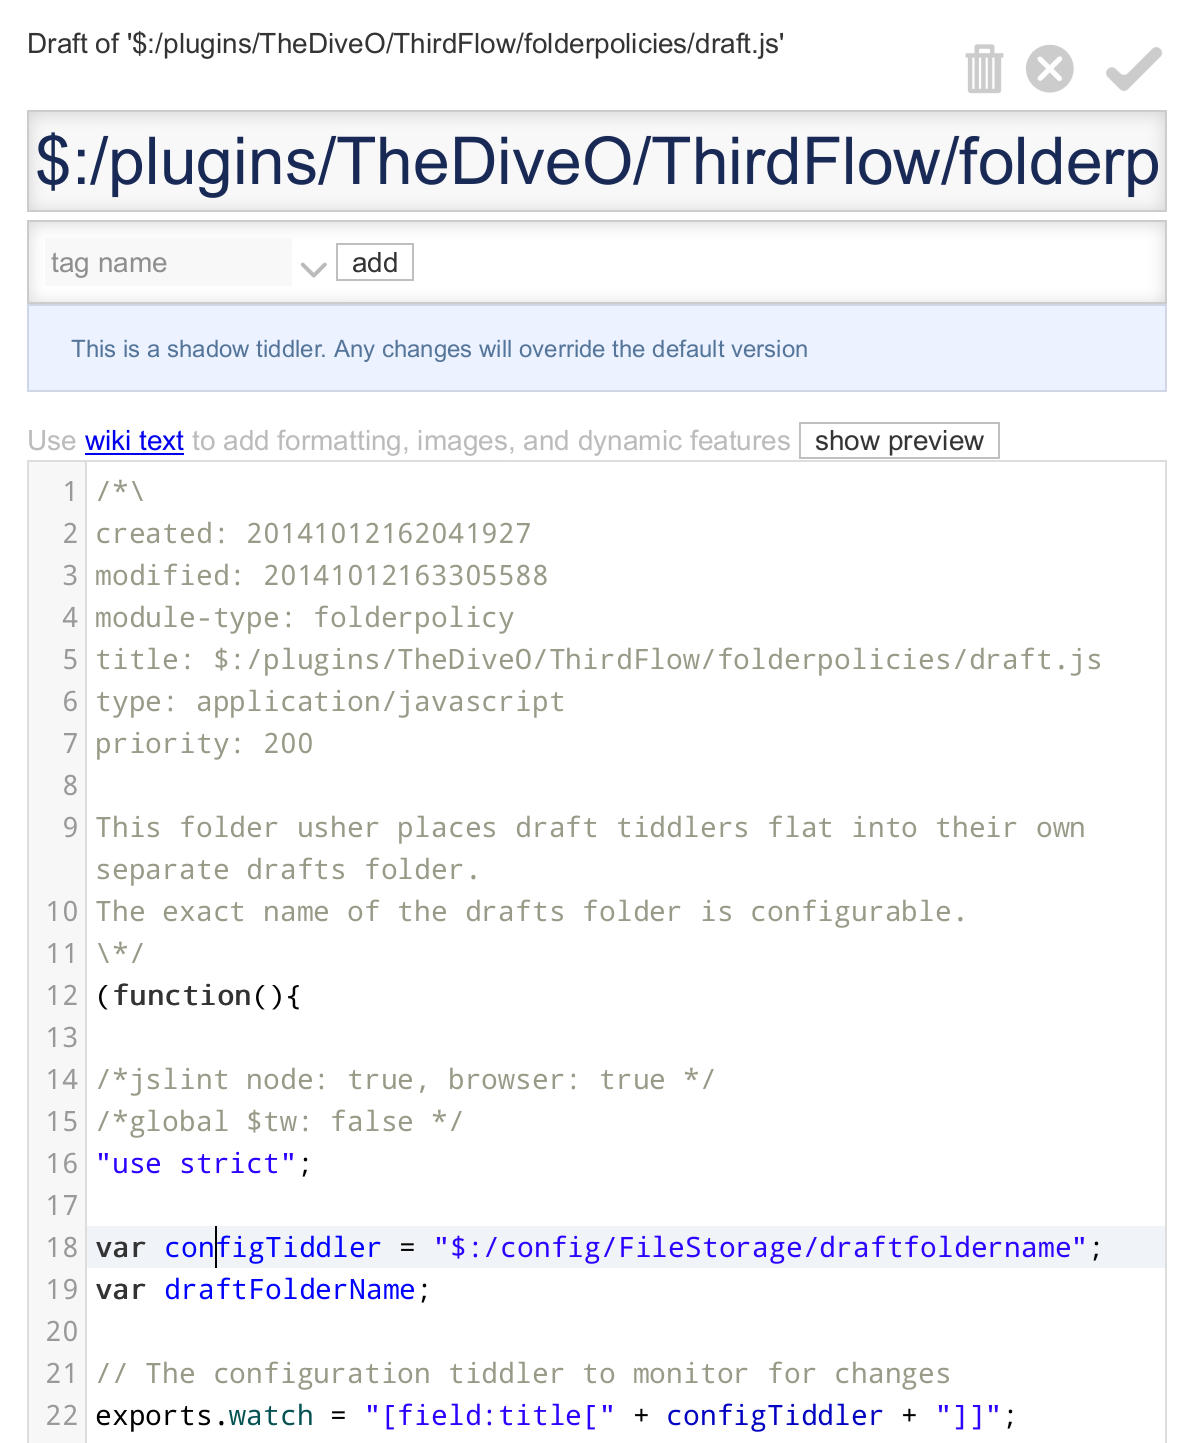 Draft of '$:/plugins/TheDiveO/ThirdFlow/folderpolicies/draft.js'
$:/plugins/TheDiveO/ThirdFlow/folderp
tag name add
This is a shadow tiddler. Any changes will override the default version
Use wiki text to add formatting, images, and dynamic features show preview
1 /*\
2 created: 20141012162041927
3 modified: 20141012163305588
4 module-type: folderpolicy
5 title: $:/plugins/TheDiveO/ThirdFlow/folderpolicies/draft.js
6 type: application/javascript
7 priority: 200
8
9 This folder usher places draft tiddlers flat into their own
separate drafts folder.
10 The exact name of the drafts folder is configurable.
11 \*/
12 (function(){
13
14 /*jslint node: true, browser: true */
15 /*global $tw: false */
16 "use strict";
17
18 var configTiddler = "$:/config/FileStorage/draftfoldername";
19 var draftFolderName;
20
21 // The configuration tiddler to monitor for changes
22 exports.watch = "[field:title[" + configTiddler + "]]";